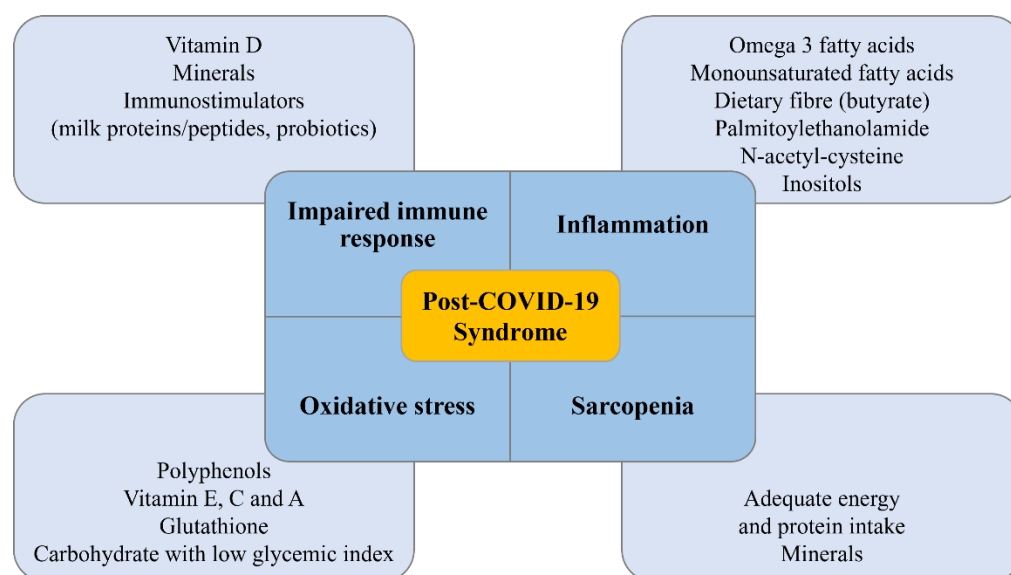 Vitamin D
Minerals
Immunostimulators
(milk proteins/peptides, probiotics)
Omega 3 fatty acids
Monounsaturated fatty acids
Dietary fibre (butyrate)
Palmitoylethanolamide
N-acetyl-cysteine
Inositols
Impaired immune
response
Inflammation
Post-COVID-19
Syndrome
Oxidative stress
Sarcopenia
Polyphenols
Vitamin E, C and A
Glutathione
Carbohydrate with low glycemic index
Adequate energy
and protein intake
Minerals